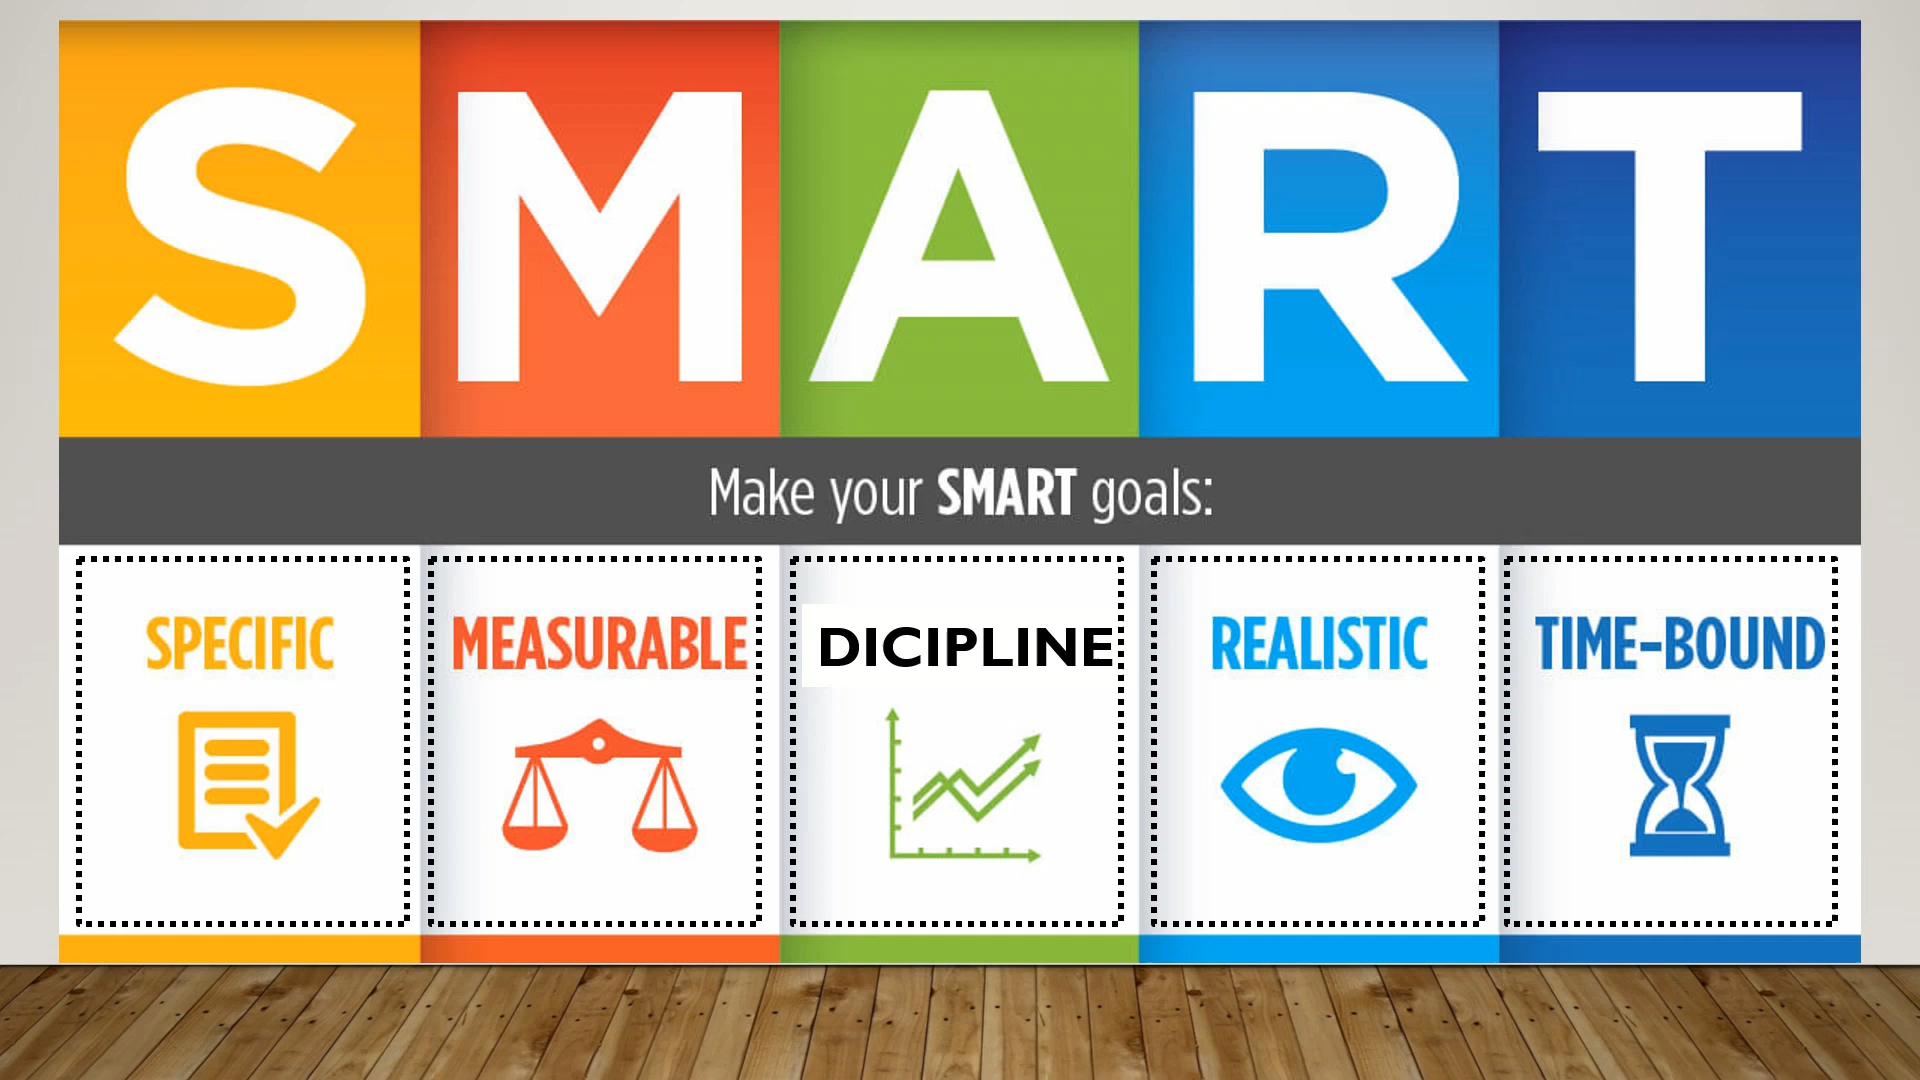 SMART
Make your SMART goals:
SPECIFIC
MEASURABLE
DICIPLINE
REALISTIC
TIME-BOUND